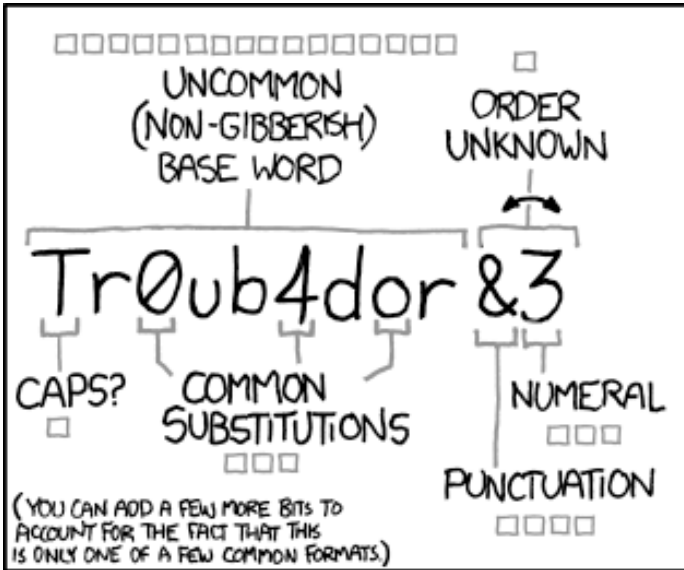 UNCOMMON
(NON-GIBBERISH)
BASE WORD
ORDER
UNKNOWN
Tr0ub4dor &3
CAPS?
COMMON
SUBSTITUTIONS
NUMERAL
PUNCTUATION
(YOU CAN ADD A FEW MORE BITS TO
ACCOUNT FOR THE FACT THAT THIS
IS ONLY ONE OF A FEW COMMON FORMATS.)